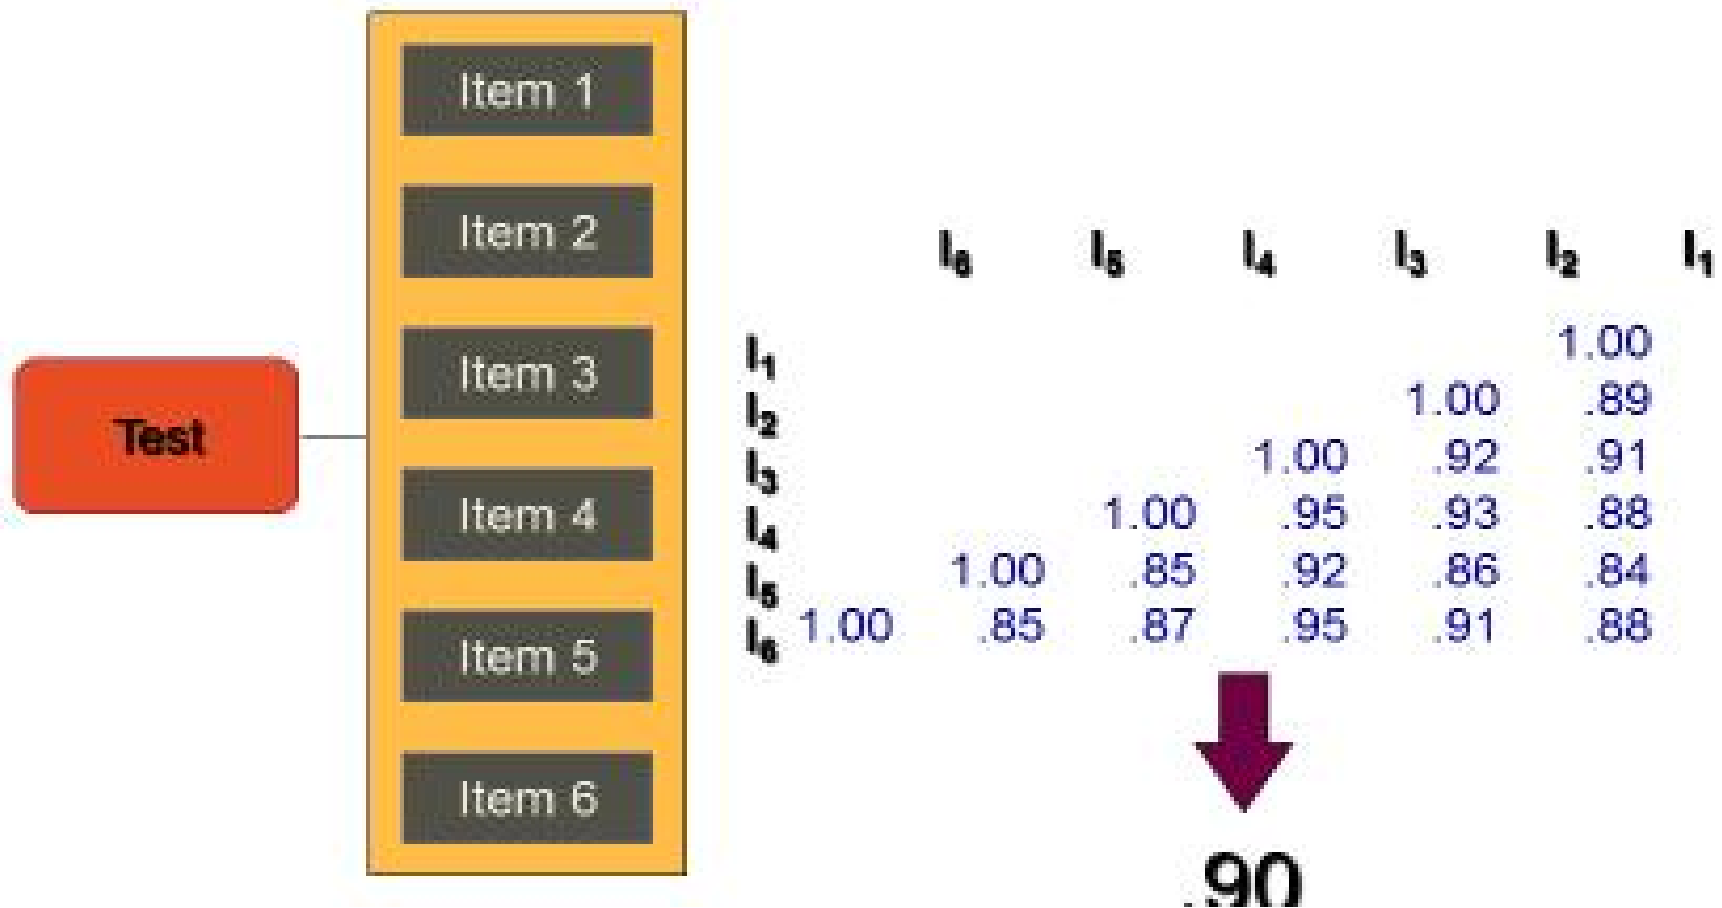 Item 1
Item 2
Item 3
Item 4
Item 5
Item 6
Test
I₆ I₅ I₄ I₃ I₂ I₁
I₁ 1.00
I₂ 1.00 .89
I₃ 1.00 .92 .91
I₄ 1.00 .95 .93 .88
I₅ 1.00 .85 .92 .86 .84
I₆ 1.00 .85 .87 .95 .91 .88
.90